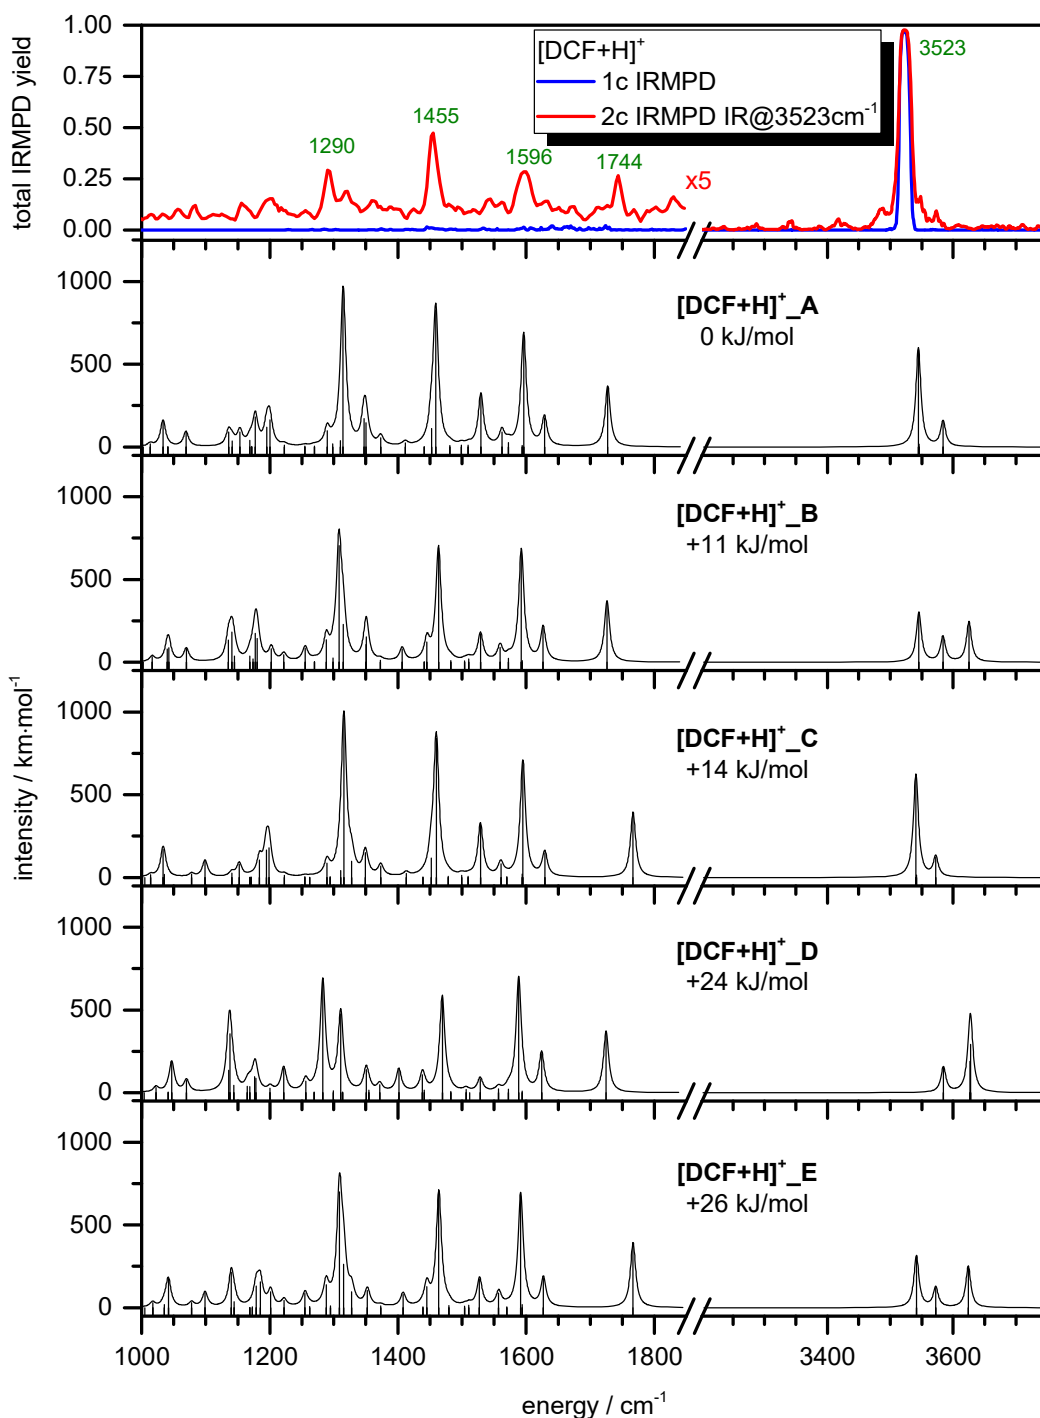 total IRMPD yield
1.00
0.75
0.50
0.25
0.00
[DCF+H]⁺
1c IRMPD
2c IRMPD IR@3523cm⁻¹
1290
1455
1596
1744
x5
3523
intensity / km·mol⁻¹
1000
500
0
[DCF+H]⁺_A
0 kJ/mol
1000
500
0
[DCF+H]⁺_B
+11 kJ/mol
1000
500
0
[DCF+H]⁺_C
+14 kJ/mol
1000
500
0
[DCF+H]⁺_D
+24 kJ/mol
1000
500
0
[DCF+H]⁺_E
+26 kJ/mol
1000 1200 1400 1600 1800 3400 3600
energy / cm⁻¹